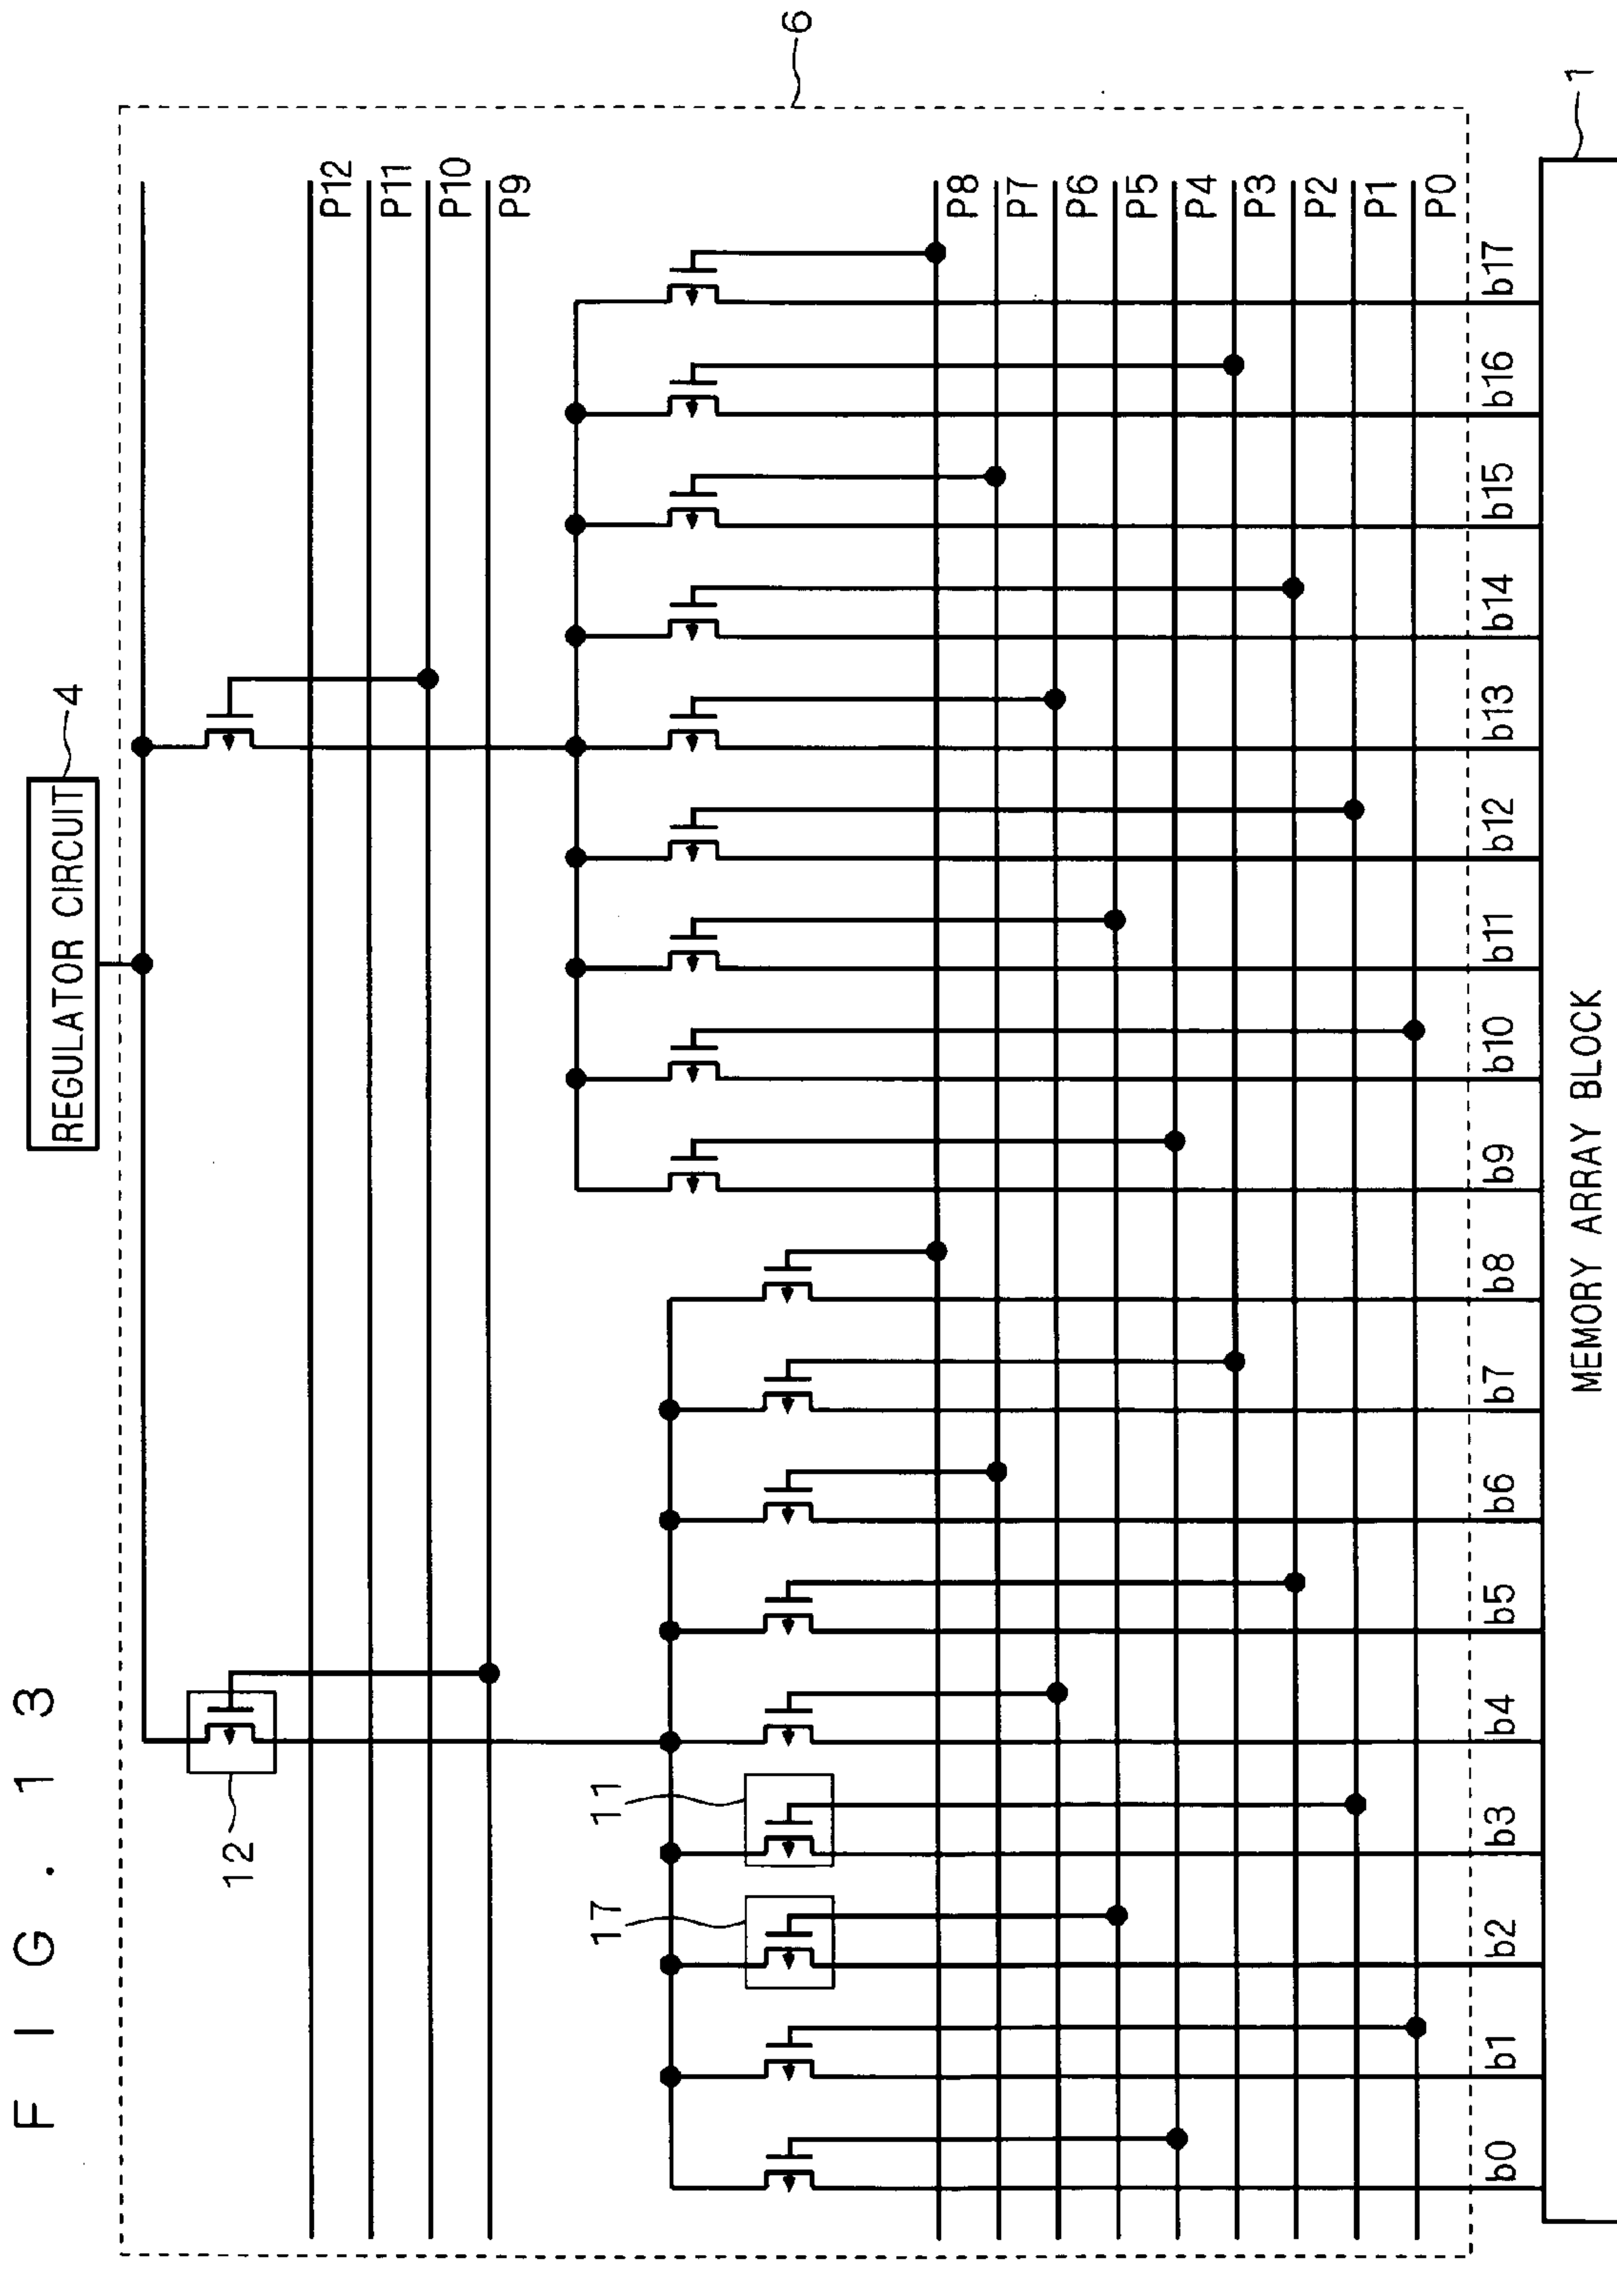 F I G . 1 3
REGULATOR CIRCUIT
4
6
12
P12
P11
P10
P9
17
11
P8
P7
P6
P5
P4
P3
P2
P1
P0
b0
b1
b2
b3
b4
b5
b6
b7
b8
b9
b10
b11
b12
b13
b14
b15
b16
b17
MEMORY ARRAY BLOCK
1